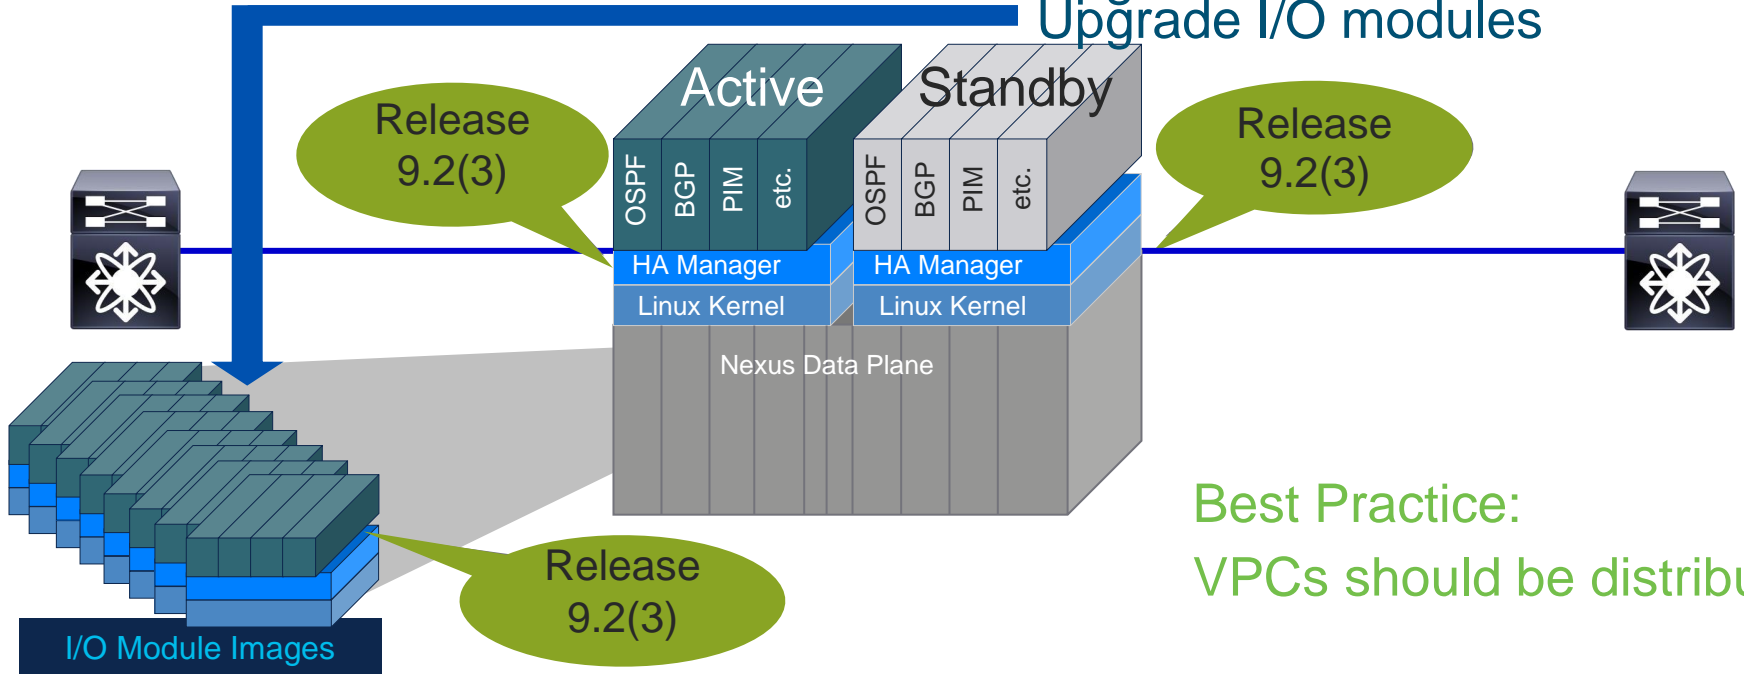 Upgrade I/O modules
Active
Standby
Release
9.2(3)
Release
9.2(3)
OSPF
BGP
PIM
etc.
OSPF
BGP
PIM
etc.
HA Manager
HA Manager
Linux Kernel
Linux Kernel
Nexus Data Plane
Best Practice:
VPCs should be
Release
9.2(3)
I/O Module Images